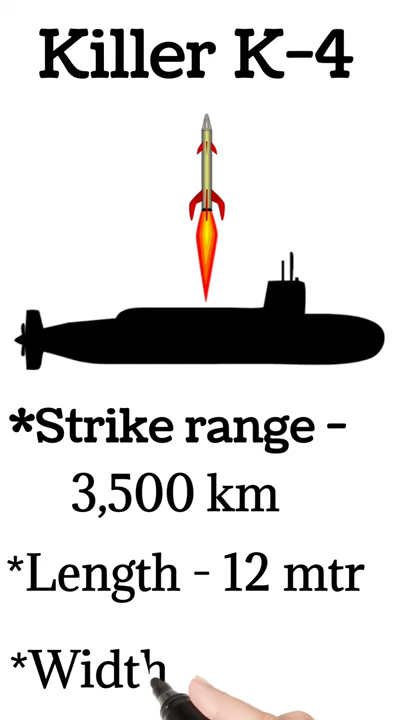 Killer K-4
*Strike range -
3,500 km
*Length - 12 mtr
*Width